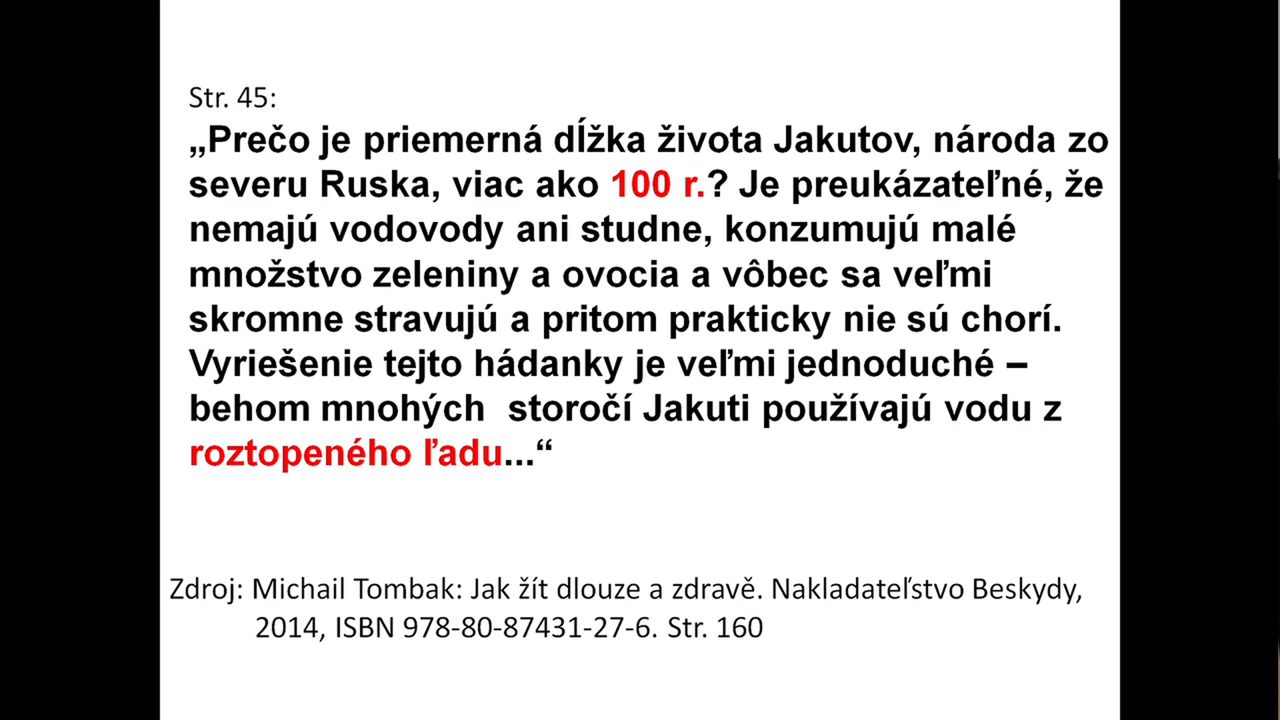 Str. 45:
„Prečo je priemerná dĺžka života Jakutov, národa zo
severu Ruska, viac ako 100 r.? Je preukázateľné, že
nemajú vodovody ani studne, konzumujú malé
množstvo zeleniny a ovocia a vôbec sa veľmi
skromne stravujú a pritom prakticky nie sú chorí.
Vyriešenie tejto hádanky je veľmi jednoduché –
behom mnohých  storočí Jakuti používajú vodu z
roztopeného ľadu...“
Zdroj: Michail Tombak: Jak žít dlouze a zdravě. Nakladateľstvo Beskydy,
2014, ISBN 978-80-87431-27-6. Str. 160